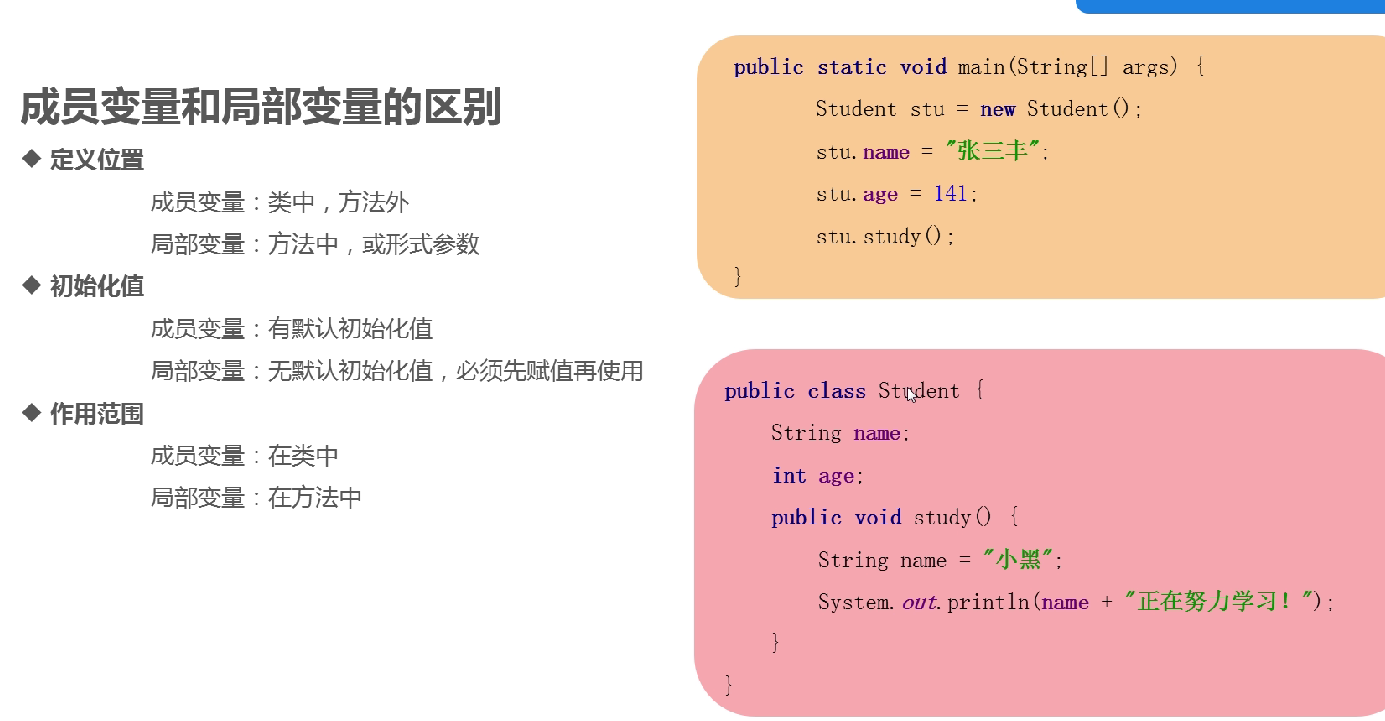 成员变量和局部变量的区别
◆ 定义位置
成员变量：类中，方法外
局部变量：方法中，或形式参数
◆ 初始化值
成员变量：有默认初始化值
局部变量：无默认初始化值，必须先赋值再使用
◆ 作用范围
成员变量：在类中
局部变量：在方法中
public static void main(String[] args) {
Student stu = new Student();
stu.name = "张三丰";
stu.age = 141;
stu.study();
}
public class Student {
String name;
int age;
public void study() {
String name = "小黑";
System.out.println(name + "正在努力学习！");
}
}